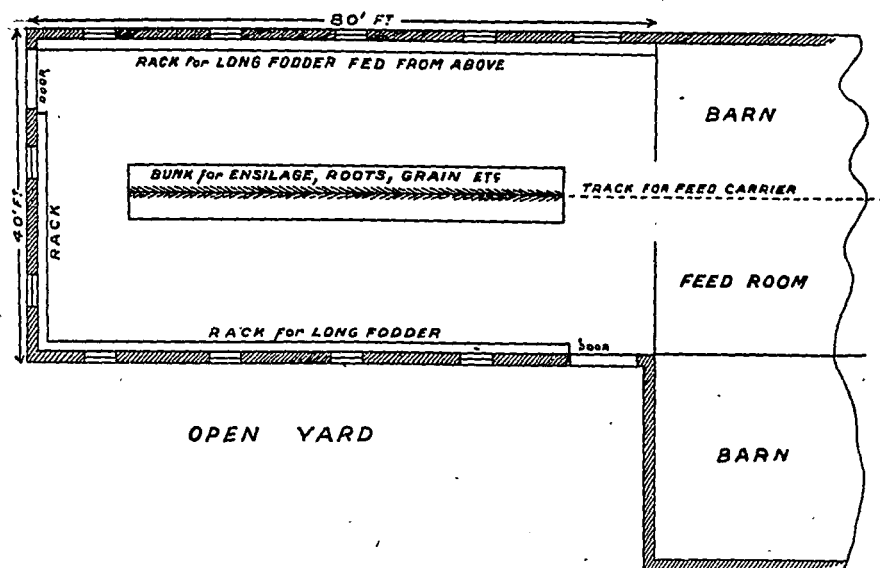 80' FT
RACK for LONG FODDER FED FROM ABOVE
DOOR
BARN
BUNK for ENSILAGE, ROOTS, GRAIN ETC
TRACK FOR FEED CARRIER
40' FT
RACK
FEED ROOM
RACK for LONG FODDER
DOOR
OPEN YARD
BARN